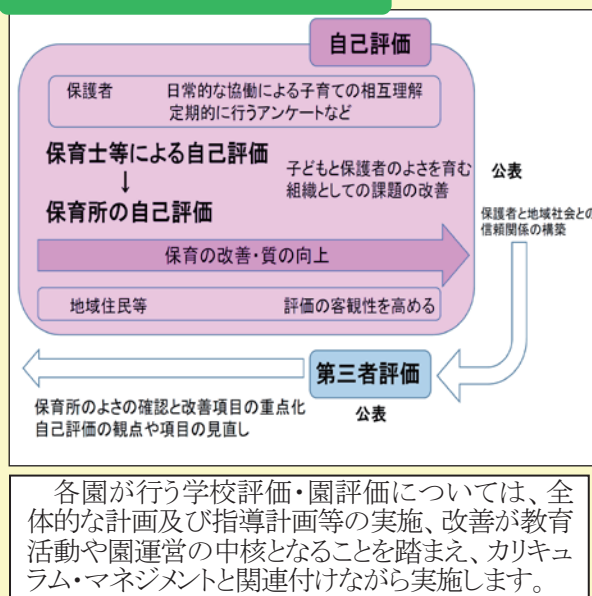 自己評価
保護者　日常的な協働による子育ての相互理解
定期的に行うアンケートなど
保育士等による自己評価
↓
保育所の自己評価
子どもと保護者のよさを育む
組織としての課題の改善
公表
保護者と地域社会との
信頼関係の構築
保育の改善・質の向上
地域住民等　評価の客観性を高める
第三者評価
公表
保育所のよさの確認と改善項目の重点化
自己評価の観点や項目の見直し
各園が行う学校評価・園評価については、全
体的な計画及び指導計画等の実施、改善が教育
活動や園運営の中核となることを踏まえ、カリキュ
ラム・マネジメントと関連付けながら実施します。